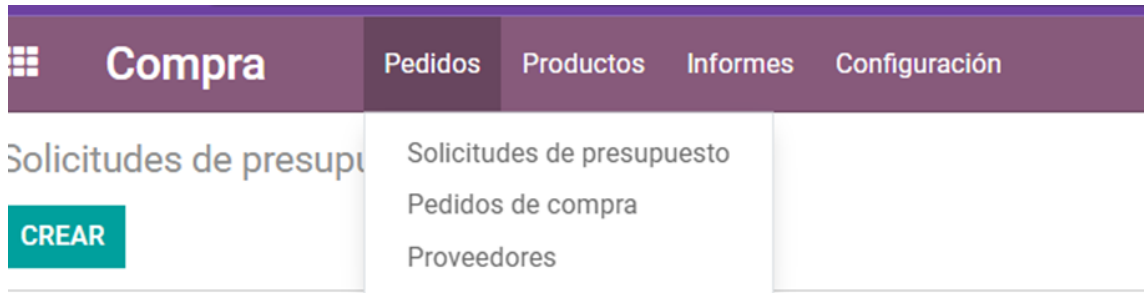 Compra Pedidos Productos Informes Configuración
Solicitudes de presupu
Solicitudes de presupuesto
Pedidos de compra
CREAR
Proveedores